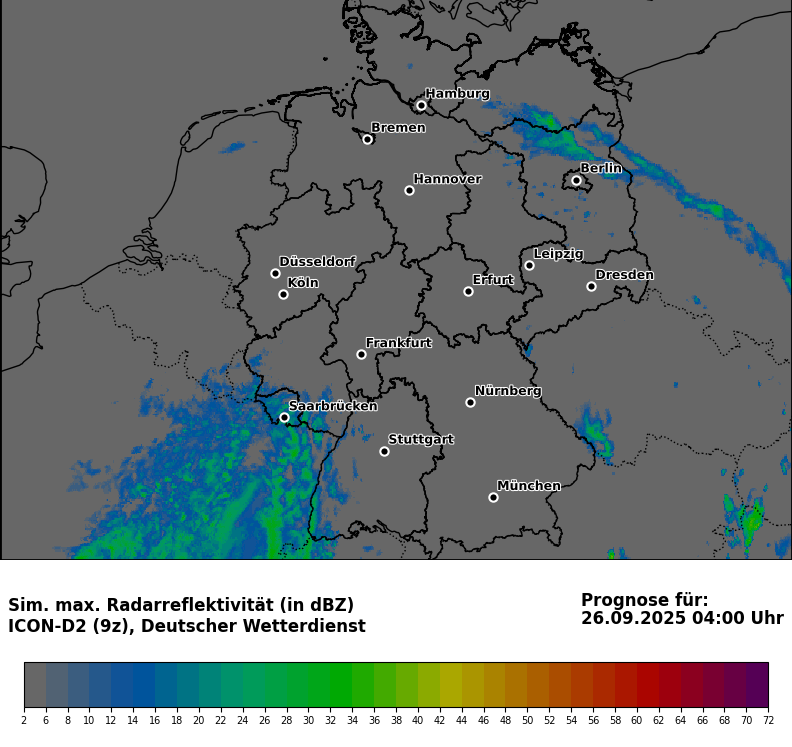 Hamburg
Bremen
Hannover
Berlin
Düsseldorf
Köln
Leipzig
Erfurt
Dresden
Frankfurt
Nürnberg
Saarbrücken
Stuttgart
München
Sim. max. Radarreflektivität (in dBZ)
ICON-D2 (9z), Deutscher Wetterdienst
Prognose für:
26.09.2025 04:00 Uhr
2 6 8 10 12 14 16 18 20 22 24 26 28 30 32 34 36 38 40 42 44 46 48 50 52 54 56 58 60 62 64 66 68 70 72